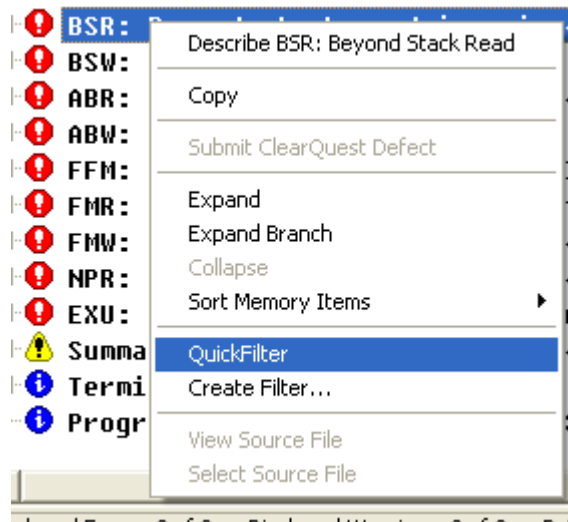 BSR:
Describe BSR: Beyond Stack Read
BSW:
ABR:
Copy
ABW:
Submit ClearQuest Defect
FFM:
FMR:
Expand
FMW:
Expand Branch
NPR:
Collapse
EXU:
Sort Memory Items
Summa
QuickFilter
Termi
Create Filter...
Progr
View Source File
Select Source File